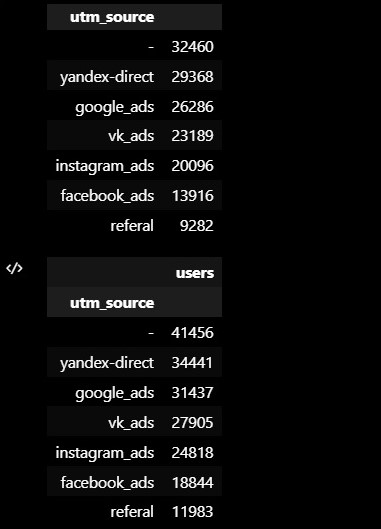 utm_source
- 32460
yandex-direct 29368
google_ads 26286
vk_ads 23189
instagram_ads 20096
facebook_ads 13916
referal 9282
</>
users
utm_source
- 41456
yandex-direct 34441
google_ads 31437
vk_ads 27905
instagram_ads 24818
facebook_ads 18844
referal 11983